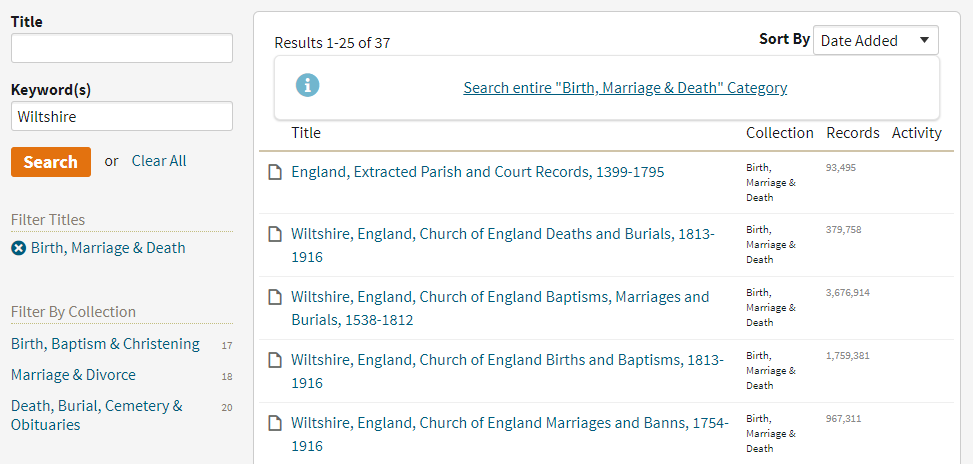 Title
Keyword(s)
Wiltshire
Search or Clear All
Filter Titles
Birth, Marriage & Death
Filter By Collection
Birth, Baptism & Christening 17
Marriage & Divorce 18
Death, Burial, Cemetery & 20
Obituaries
Results 1-25 of 37
Sort By Date Added
Search entire "Birth, Marriage & Death" Category
Title Collection Records Activity
England, Extracted Parish and Court Records, 1399-1795
Birth,
Marriage &
Death
93,495
Wiltshire, England, Church of England Deaths and Burials, 1813-
1916
Birth,
Marriage &
Death
379,758
Wiltshire, England, Church of England Baptisms, Marriages and
Burials, 1538-1812
Birth,
Marriage &
Death
3,676,914
Wiltshire, England, Church of England Births and Baptisms, 1813-
1916
Birth,
Marriage &
Death
1,759,381
Wiltshire, England, Church of England Marriages and Banns, 1754-
1916
Birth,
Marriage &
Death
967,311